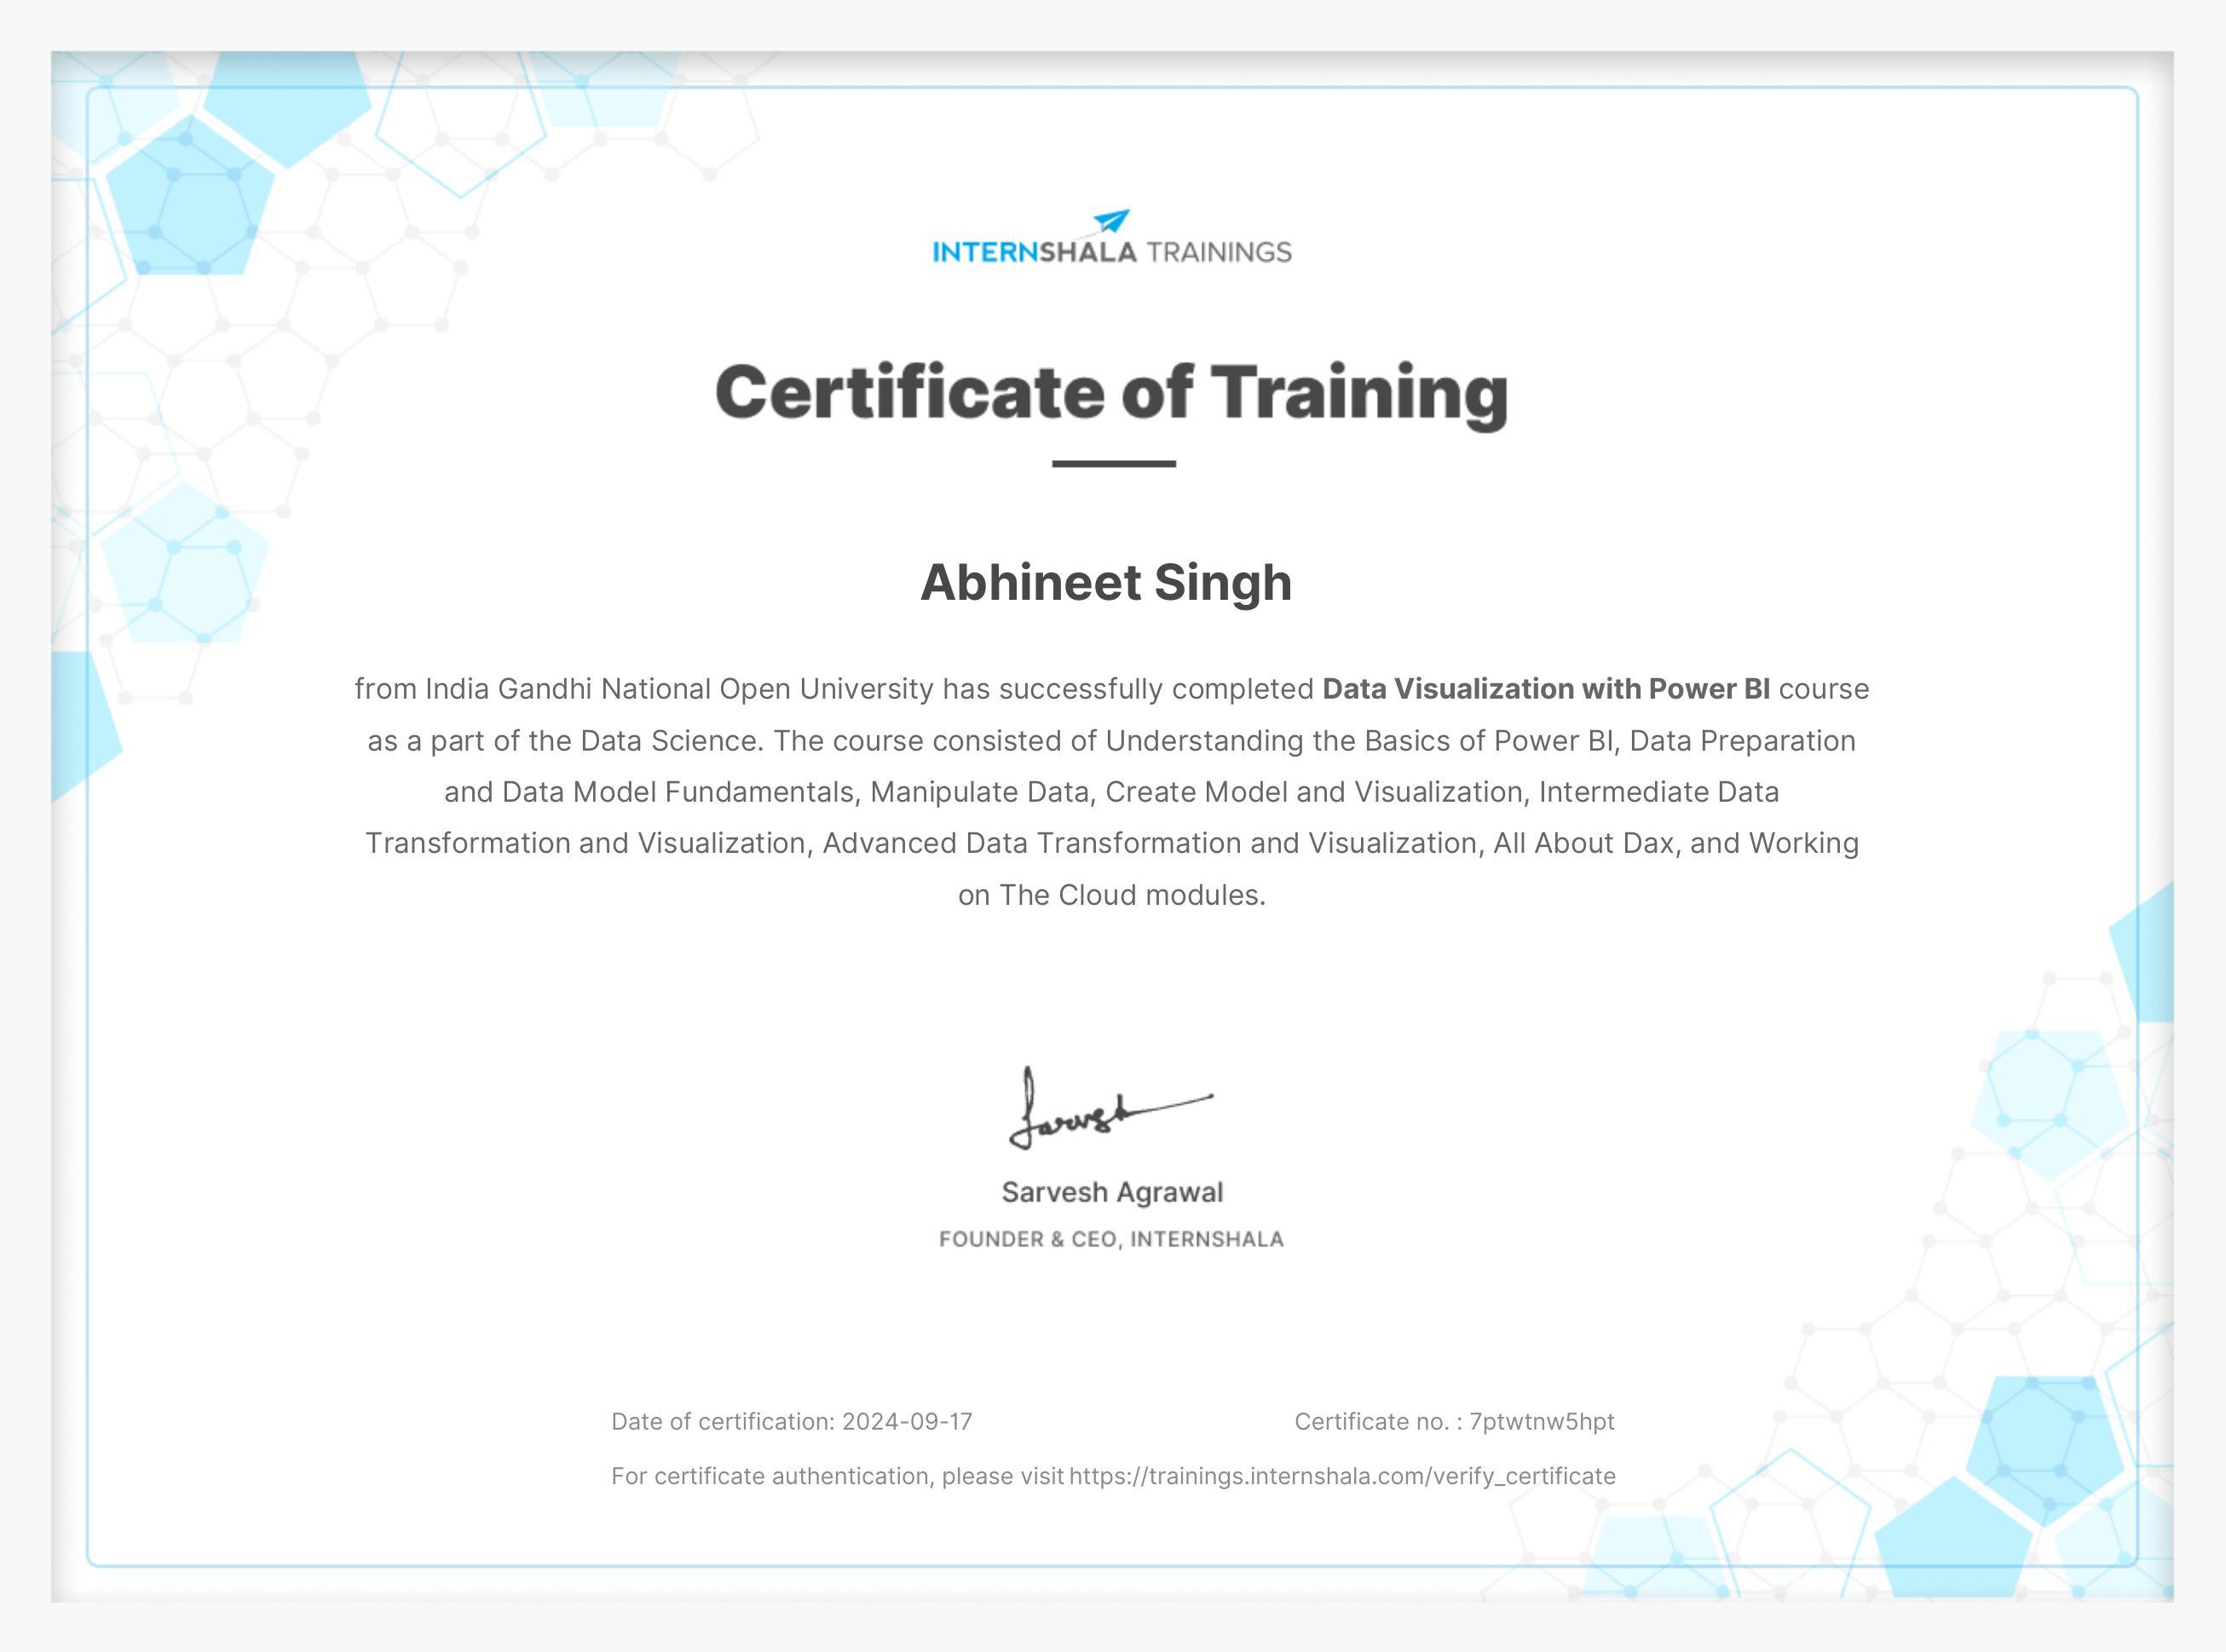 INTERNSHALA TRAININGS
Certificate of Training
Abhineet Singh
from India Gandhi National Open University has successfully completed Data Visualization with Power BI course
as a part of the Data Science. The course consisted of Understanding the Basics of Power BI, Data Preparation
and Data Model Fundamentals, Manipulate Data, Create Model and Visualization, Intermediate Data
Transformation and Visualization, Advanced Data Transformation and Visualization, All About Dax, and Working
on The Cloud modules.
Sarvesh
Sarvesh Agrawal
FOUNDER & CEO, INTERNSHALA
Date of certification: 2024-09-17 Certificate no. : 7ptwtnw5hpt
For certificate authentication, please visit https://trainings.internshala.com/verify_certificate